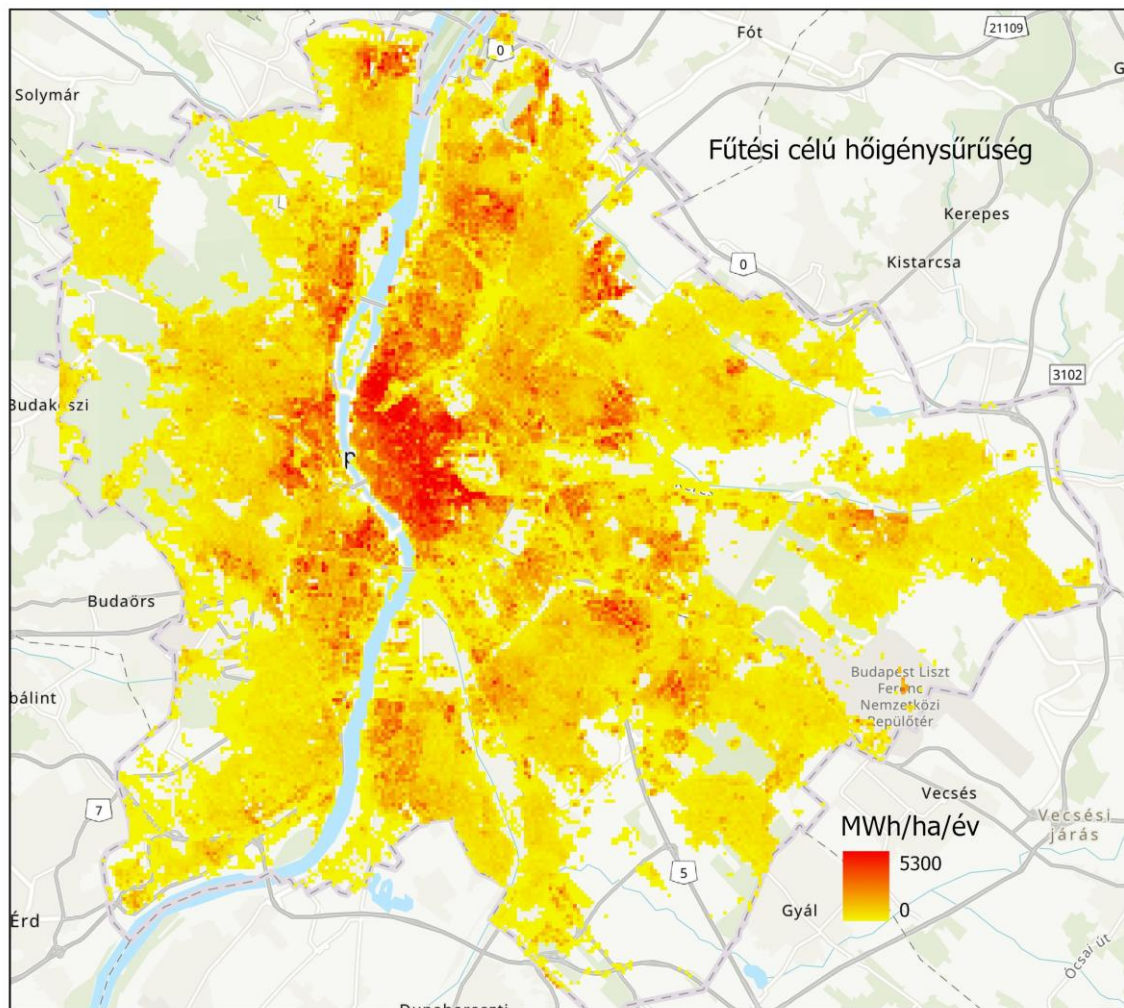 Fót
21109
0
Solymár
Fűtési célú hőigénysűrűség
Kerepes
Kistarcsa
0
3102
p
Budaörs
Budapest Liszt
Ferenc
Nemzetközi
Repülőtér
bálint
7
Vecsés
Vecsési
járás
MWh/ha/év
5300
0
5
Gyál
Érd
Ócsai út